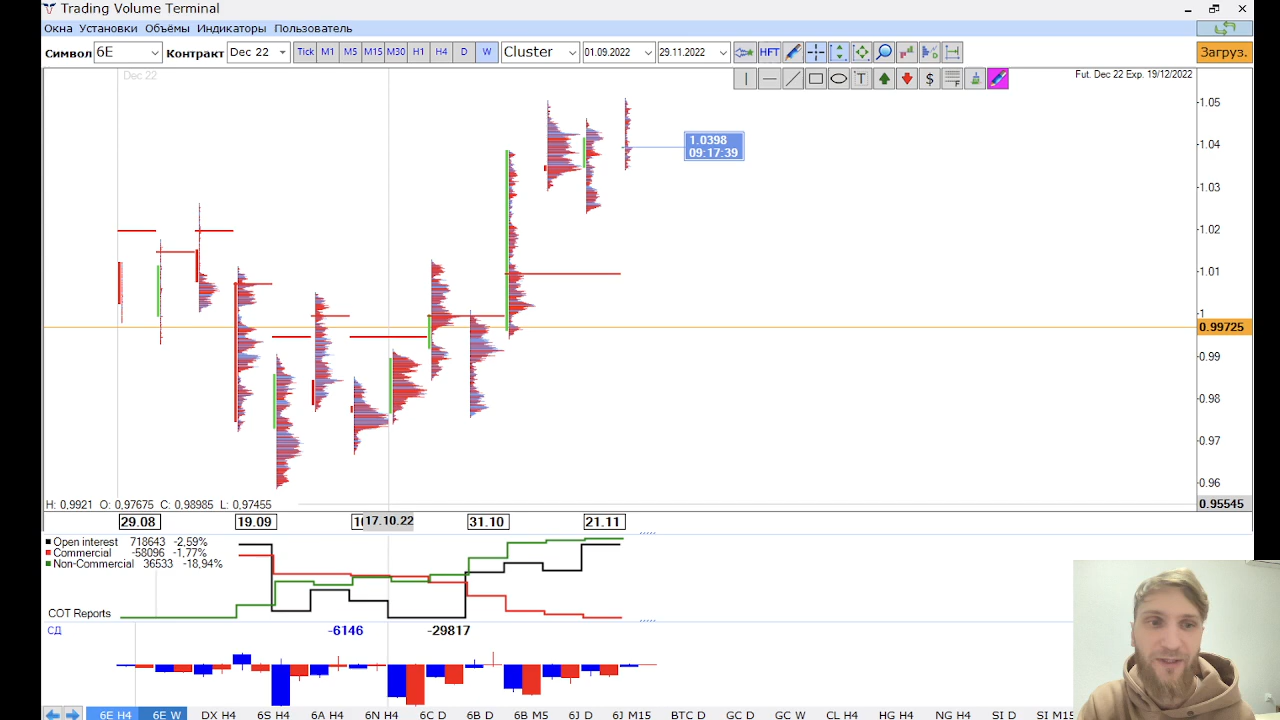 Trading Volume Terminal
Окна Установки Объёмы Индикаторы Пользователь
Символ 6E Контракт Dec 22 Tick M1 M5 M15 M30 H1 H4 D W Cluster 01.09.2022 29.11.2022 HFT Загруз.
T $ F
Dec 22
Fut. Dec 22 Exp. 19/12/2022
1.05
1.0398
09:17:39
1.04
1.03
1.02
1.01
1
0.99725
0.99
0.98
0.97
0.96
H: 0,9921 O: 0,97675 C: 0,98985 L: 0,97455
0.95545
29.08 19.09 17.10.22 31.10 21.11
Open interest 718643 -2,59%
Commercial -58096 -1,77%
Non-Commercial 36533 -18,94%
COT Reports
СД -6146 -29817
6E H4 6E W DX H4 6S H4 6A H4 6N H4 6C D 6B D 6B M5 6J D 6J M15 BTC D GC D GC W CL H4 HG H4 NG H4 SI D SI M15